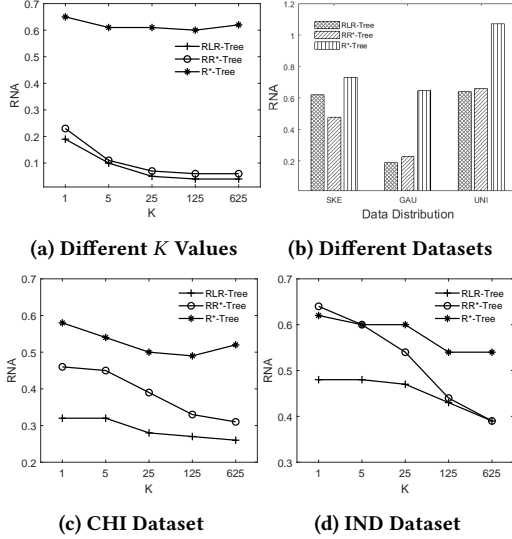 0.7
0.6
0.5
0.4
0.3
0.2
0.1
RNA
1 5 25 125 625
K
RLR-Tree
RR*-Tree
R*-Tree
(a) Different K Values
1.2
1
0.8
0.6
0.4
0.2
RNA
SKE GAU UNI
Data Distribution
RLR-Tree
RR*-Tree
R*-Tree
(b) Different Datasets
0.7
0.6
0.5
0.4
0.3
0.2
RNA
1 5 25 125 625
K
RLR-Tree
RR*-Tree
R*-Tree
(c) CHI Dataset
0.7
0.6
0.5
0.4
0.3
RNA
1 5 25 125 625
K
RLR-Tree
RR*-Tree
R*-Tree
(d) IND Dataset